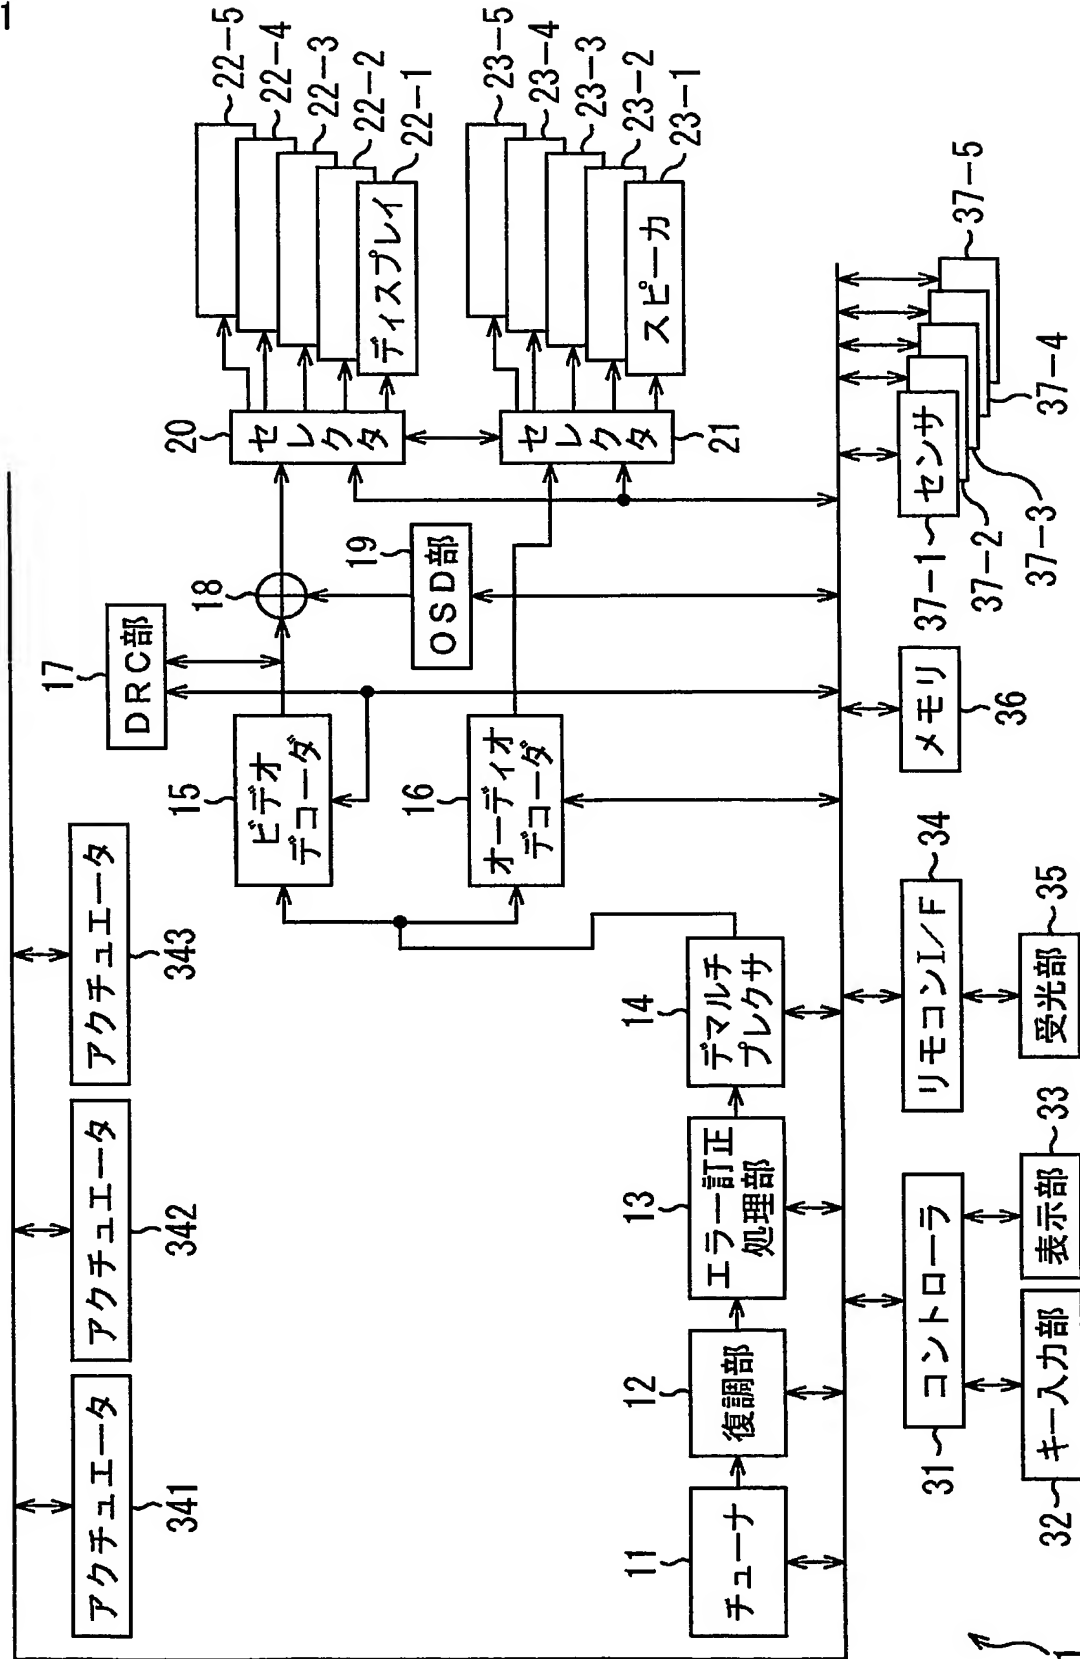 1
アクチュエータ
341
アクチュエータ
342
アクチュエータ
343
17
DRC部
15
ビデオ
デコーダ
16
オーディオ
デコーダ
18
19
OSD部
20
セレクタ
21
セレクタ
22-5
22-4
22-3
22-2
22-1
ディスプレイ
23-5
23-4
23-3
23-2
23-1
スピーカ
11
チューナ
12
復調部
13
エラー訂正
処理部
14
デマルチ
プレクサ
31
コントローラ
32
キー入力部
33
表示部
34
リモコンI/F
35
受光部
36
メモリ
37-1
センサ
37-2
37-3
37-4
37-5
1